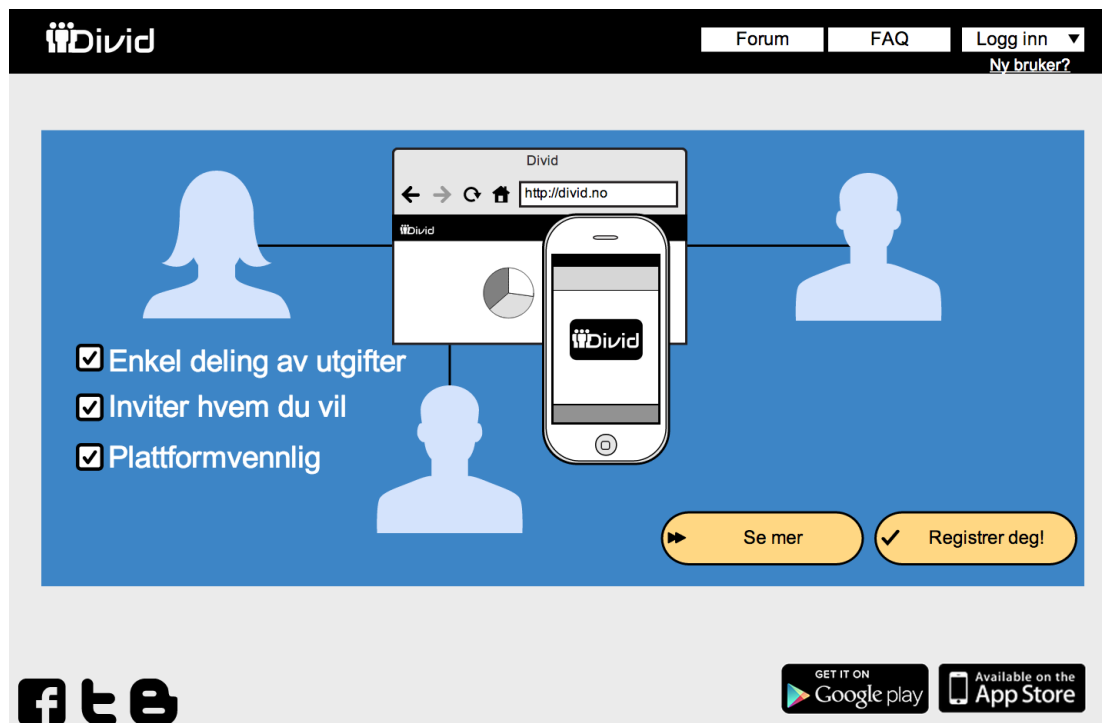 Divid
Forum
FAQ
Logg inn
Ny bruker?
Divid
http://divid.no
Divid
Divid
Enkel deling av utgifter
Inviter hvem du vil
Plattformvennlig
Se mer
Registrer deg!
GET IT ON
Google play
Available on the
App Store